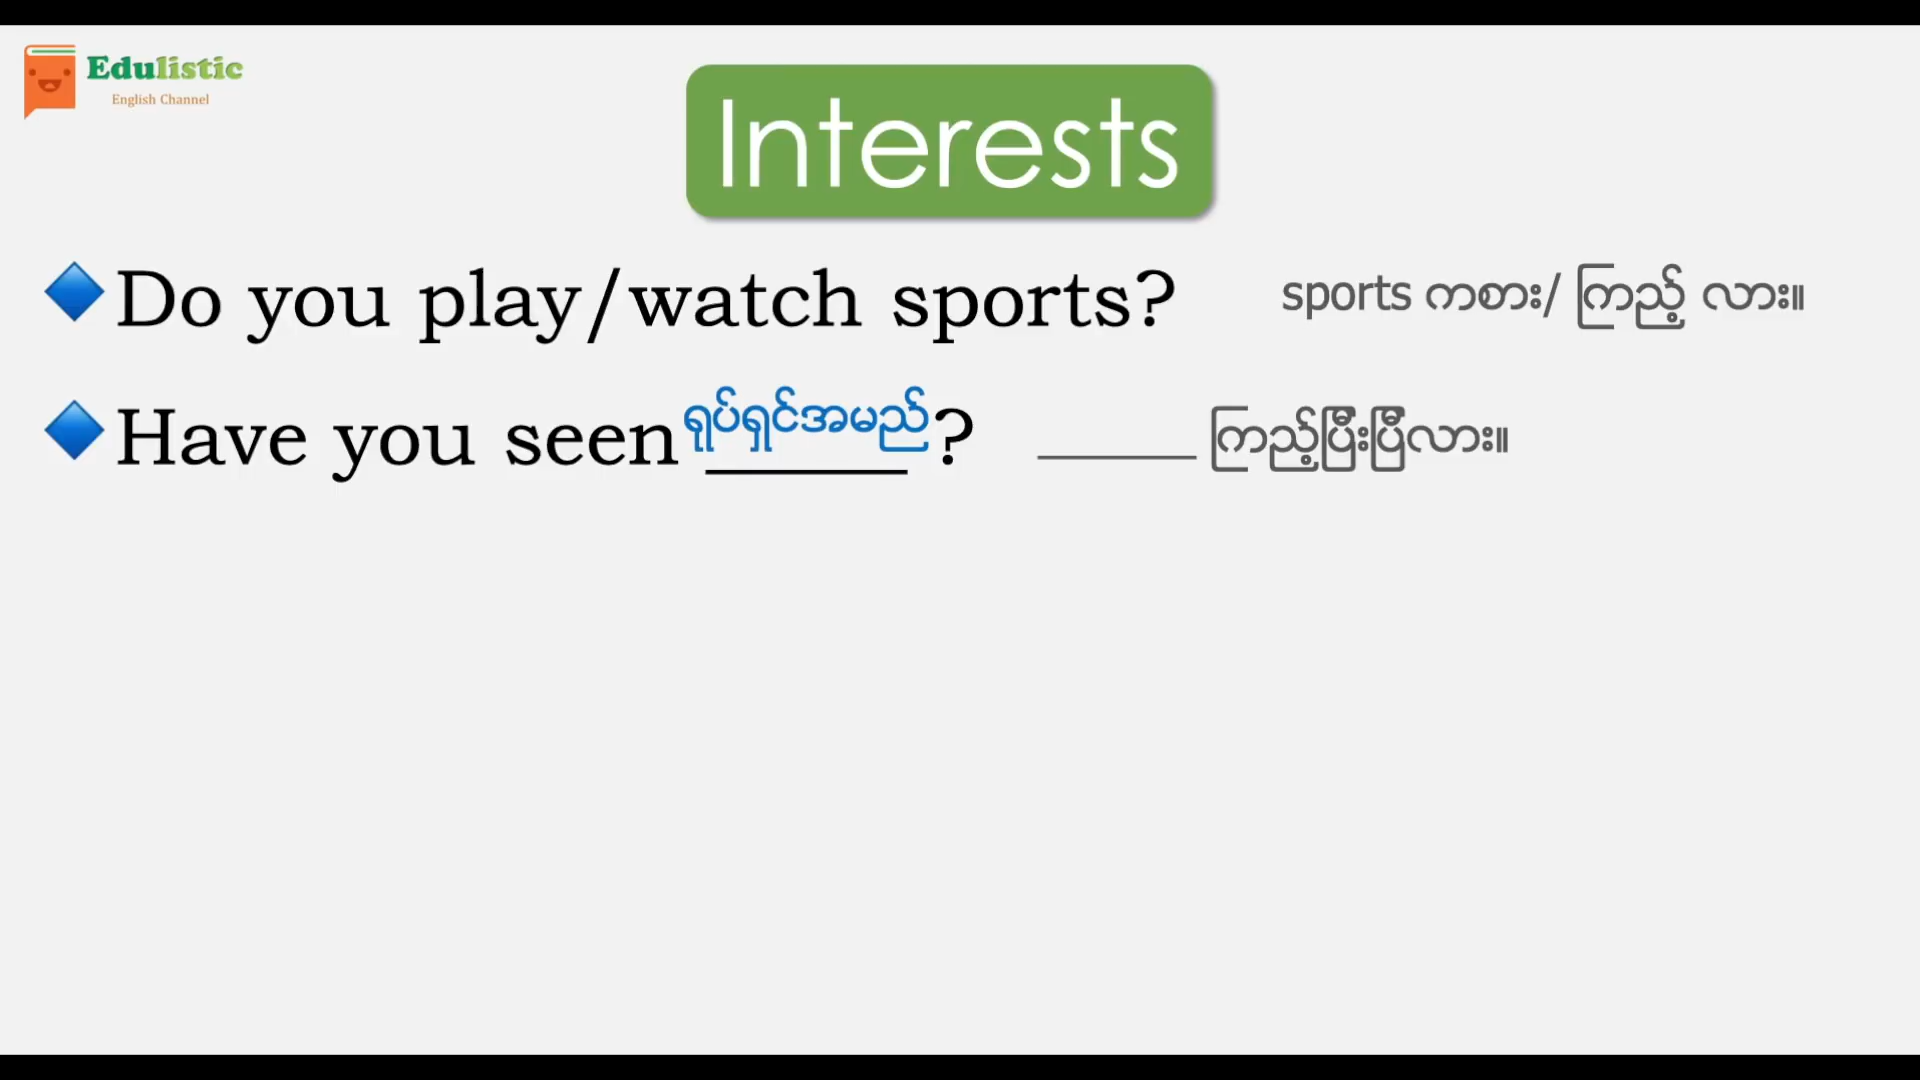 Edulistic
English Channel
Interests
Do you play/watch sports? sports ကစား/ ကြည့် လား။
Have you seen ရုပ်ရှင်အမည် ? ______ ကြည့်ပြီးပြီလား။